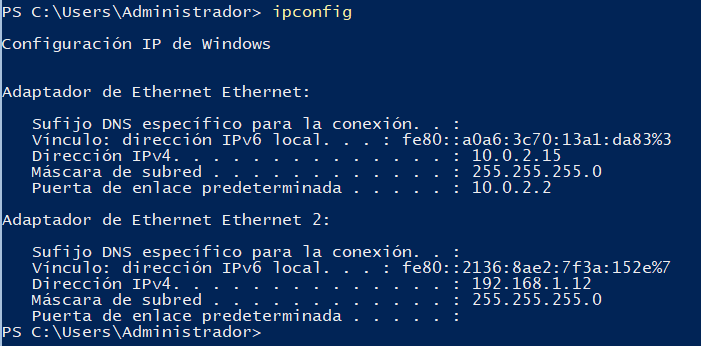 PS C:\Users\Administrador> ipconfig
Configuración IP de Windows
Adaptador de Ethernet Ethernet:
Sufijo DNS específico para la conexión. . :
Vínculo: dirección IPv6 local. . . : fe80::a0a6:3c70:13a1:da83%3
Dirección IPv4. . . . . . . . . . . . . . : 10.0.2.15
Máscara de subred . . . . . . . . . . . . : 255.255.255.0
Puerta de enlace predeterminada . . . . . : 10.0.2.2
Adaptador de Ethernet Ethernet 2:
Sufijo DNS específico para la conexión. . :
Vínculo: dirección IPv6 local. . . : fe80::2136:8ae2:7f3a:152e%7
Dirección IPv4. . . . . . . . . . . . . . : 192.168.1.12
Máscara de subred . . . . . . . . . . . . : 255.255.255.0
Puerta de enlace predeterminada . . . . . :
PS C:\Users\Administrador>